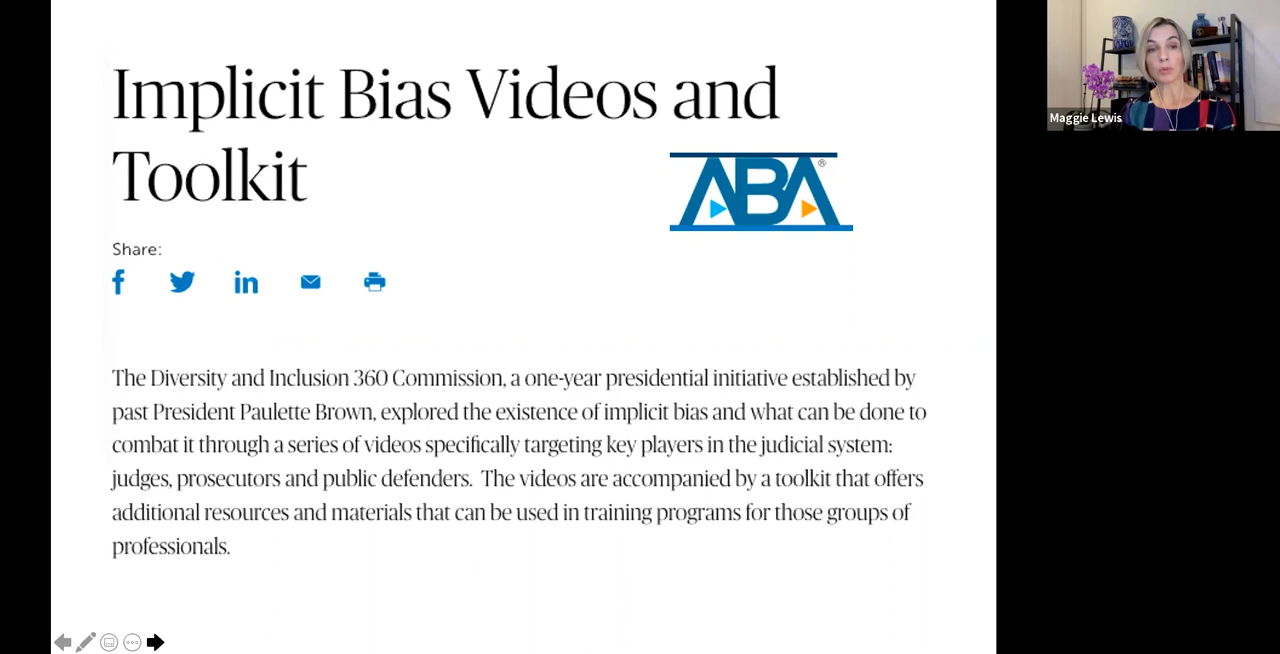 Implicit Bias Videos and
Toolkit
ABA®
Share:
The Diversity and Inclusion 360 Commission, a one-year presidential initiative established by
past President Paulette Brown, explored the existence of implicit bias and what can be done to
combat it through a series of videos specifically targeting key players in the judicial system:
judges, prosecutors and public defenders.  The videos are accompanied by a toolkit that offers
additional resources and materials that can be used in training programs for those groups of
professionals.
Maggie Lewis